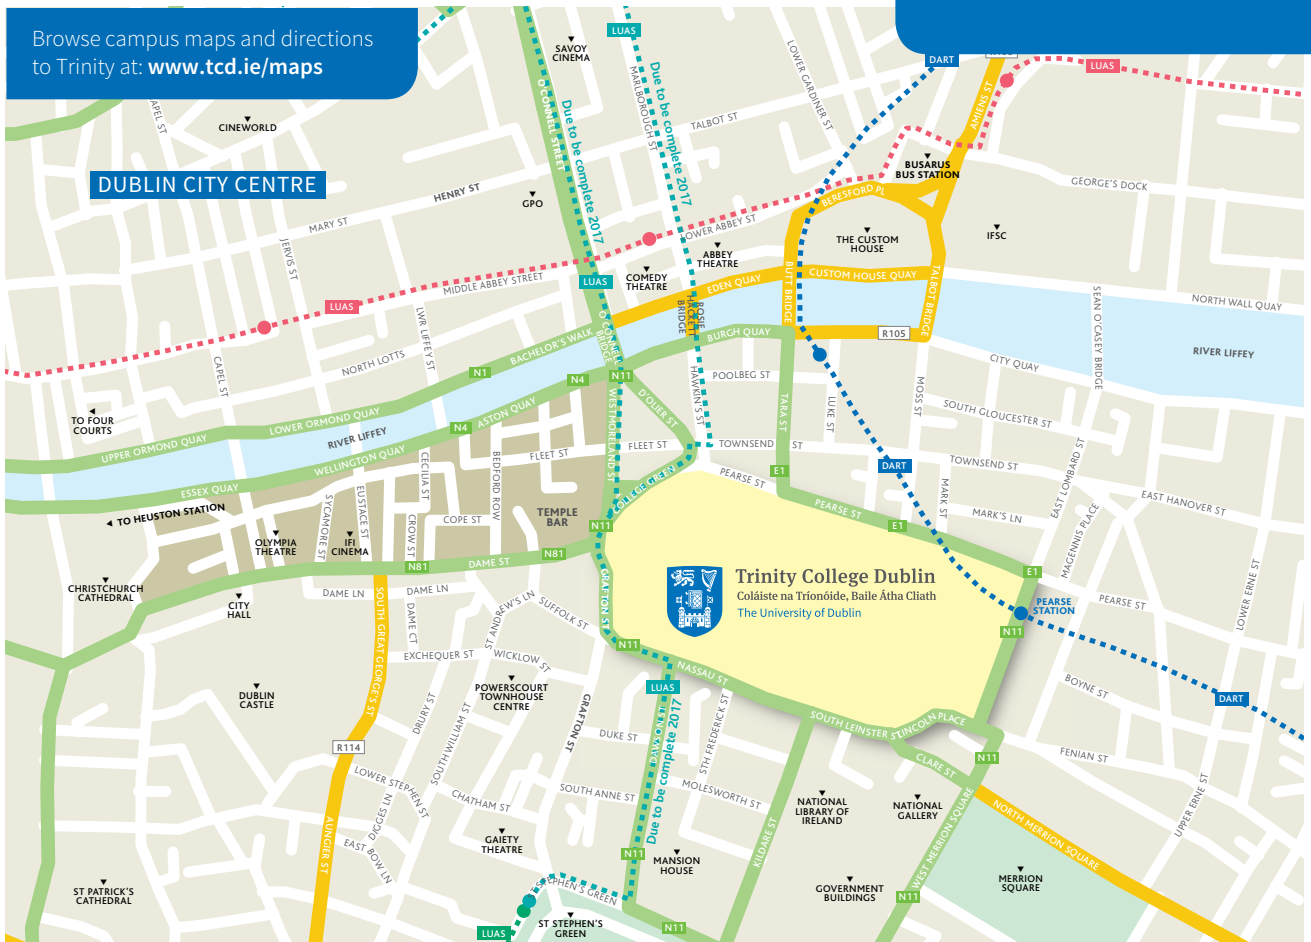 Browse campus maps and directions
to Trinity at: www.tcd.ie/maps
DUBLIN CITY CENTRE
LUAS
DART
LUAS
SAVOY
CINEMA
CINEWORLD
APEL ST
O'CONNELL STREET
Due to be complete 2017
MARLBOROUGH ST
Due to be complete 2017
LOWER GARDINER ST
TALBOT ST
AMIENS ST
BUSARUS
BUS STATION
GEORGE'S DOCK
HENRY ST
GPO
MARY ST
JERVIS ST
LOWER ABBEY ST
BERESFORD PL
THE CUSTOM
HOUSE
IFSC
ABBEY
THEATRE
COMEDY
THEATRE
LUAS
MIDDLE ABBEY STREET
LUAS
EDEN QUAY
CUSTOM HOUSE QUAY
BUTT BRIDGE
TALBOT BRIDGE
SEAN O'CASEY BRIDGE
NORTH WALL QUAY
RIVER LIFFEY
ROSIE
HACKETT
BRIDGE
O'CONNELL
BRIDGE
BURGH QUAY
R105
CITY QUAY
LWR LIFFEY ST
NORTH LOTTS
BACHELOR'S WALK
CAPEL ST
N1
N4
N11
POOLBEG ST
HAWKIN'S ST
D'OLIER ST
WESTMORELAND ST
TARA ST
LUKE ST
MOSS ST
SOUTH GLOUCESTER ST
TO FOUR
COURTS
UPPER ORMOND QUAY
LOWER ORMOND QUAY
RIVER LIFFEY
ASTON QUAY
N4
WELLINGTON QUAY
ESSEX QUAY
FLEET ST
FLEET ST
TOWNSEND ST
E1
PEARSE ST
DART
TOWNSEND ST
EAST LOMBARD ST
EAST HANOVER ST
MARK ST
MARK'S LN
MAGENNIS PLACE
TO HEUSTON STATION
SYCAMORE ST
EUSTACE ST
CECILIA ST
CROW ST
BEDFORD ROW
COPE ST
TEMPLE
BAR
COLLEGE GREEN
N11
PEARSE ST
E1
OLYMPIA
THEATRE
IFI
CINEMA
N81
DAME ST
N81
E1
CHRISTCHURCH
CATHEDRAL
CITY
HALL
DAME LN
DAME LN
DAME CT
SOUTH GREAT GEORGE'S ST
ST ANDREW'S LN
SUFFOLK ST
GRAFTON ST
Trinity College Dublin
Coláiste na Tríonóide, Baile Átha Cliath
The University of Dublin
PEARSE
STATION
PEARSE ST
LOWER ERNE ST
N11
N11
EXCHEQUER ST
WICKLOW ST
NASSAU ST
LUAS
DUBLIN
CASTLE
POWERSCOURT
TOWNHOUSE
CENTRE
DRURY ST
SOUTH WILLIAM ST
GRAFTON ST
DUKE ST
DAWSON ST
Due to be complete 2017
STH FREDERICK ST
SOUTH LEINSTER ST
LINCOLN PLACE
BOYNE ST
DART
R114
CLARE ST
N11
FENIAN ST
LOWER STEPHEN ST
DIGGES LN
CHATHAM ST
SOUTH ANNE ST
MOLESWORTH ST
NATIONAL
LIBRARY OF
IRELAND
NATIONAL
GALLERY
UPPER ERNE ST
NORTH MERRION SQUARE
AUNGIER ST
EAST BOW LN
GAIETY
THEATRE
N11
MANSION
HOUSE
KILDARE ST
WEST MERRION SQUARE
MERRION
SQUARE
ST PATRICK'S
CATHEDRAL
ST STEPHEN'S GREEN
GOVERNMENT
BUILDINGS
N11
LUAS
ST STEPHEN'S
GREEN
N11